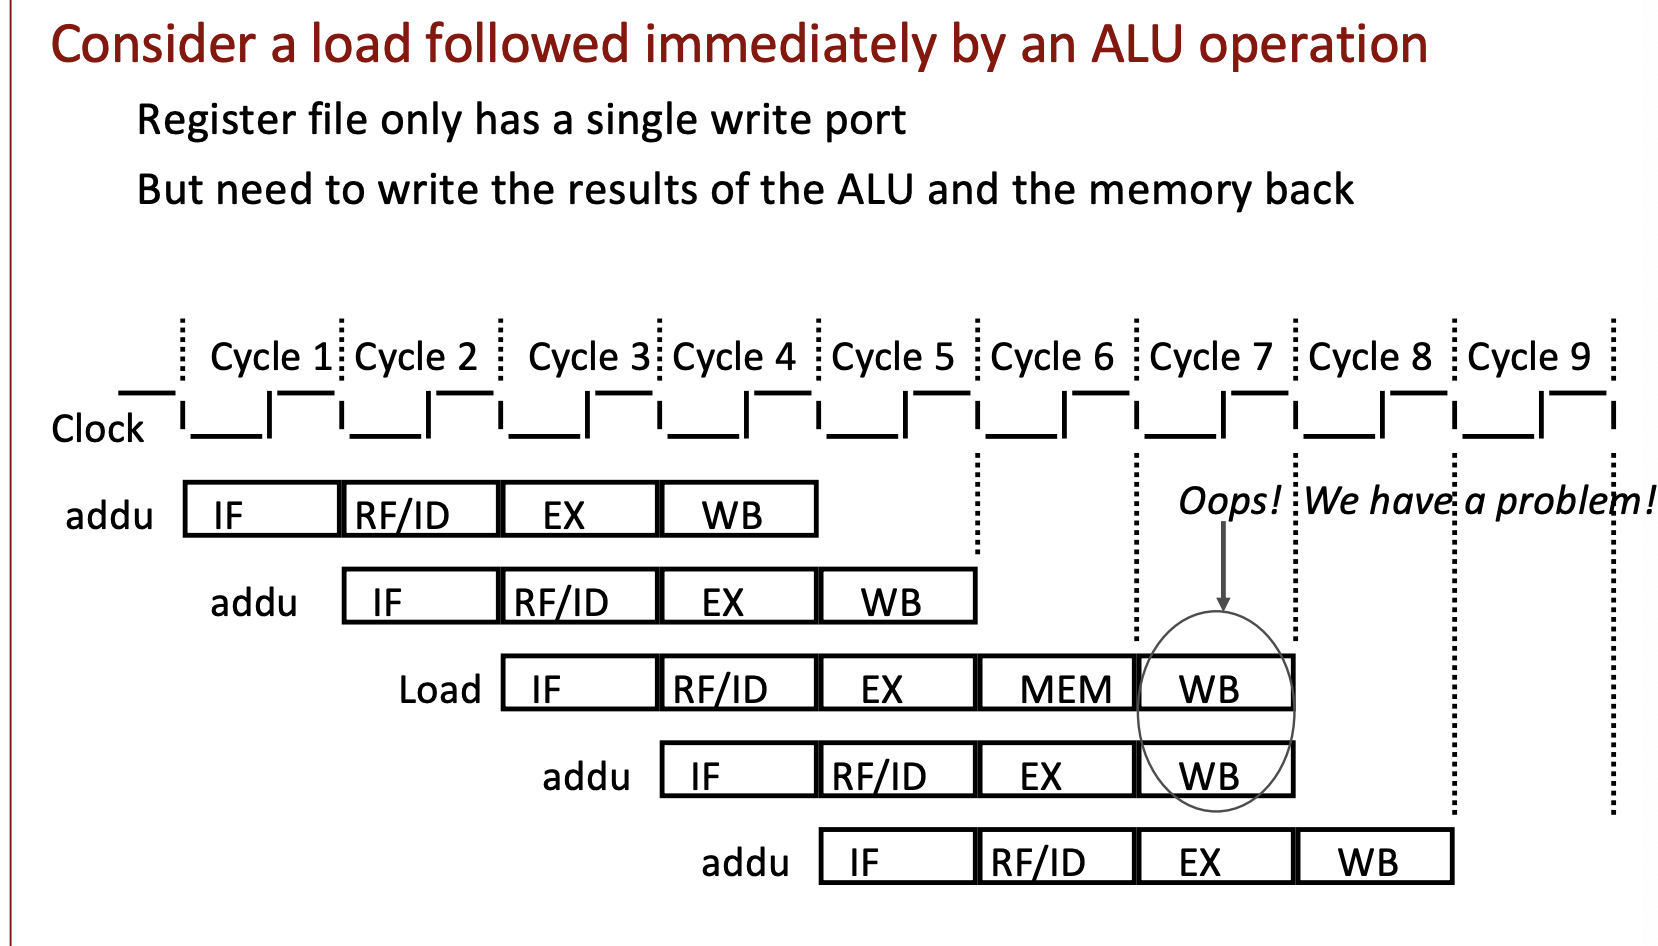 Consider a load followed immediately by an ALU operation
Register file only has a single write port
But need to write the results of the ALU and the memory back
Cycle 1 Cycle 2 Cycle 3 Cycle 4 Cycle 5 Cycle 6 Cycle 7 Cycle 8 Cycle 9
Clock
Oops! We have a problem!
addu IF RF/ID EX WB
addu IF RF/ID EX WB
Load IF RF/ID EX MEM WB
addu IF RF/ID EX WB
addu IF RF/ID EX WB